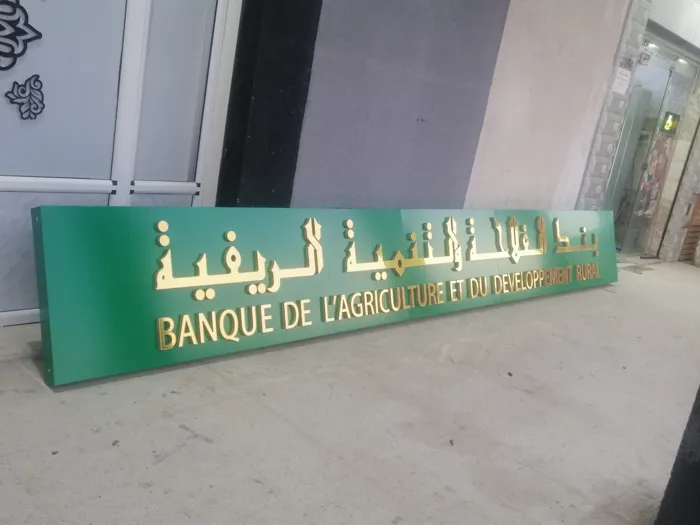 بنك الفلاحة والتنمية الريفية
BANQUE DE L'AGRICULTURE ET DU DEVELOPPEMENT RURAL